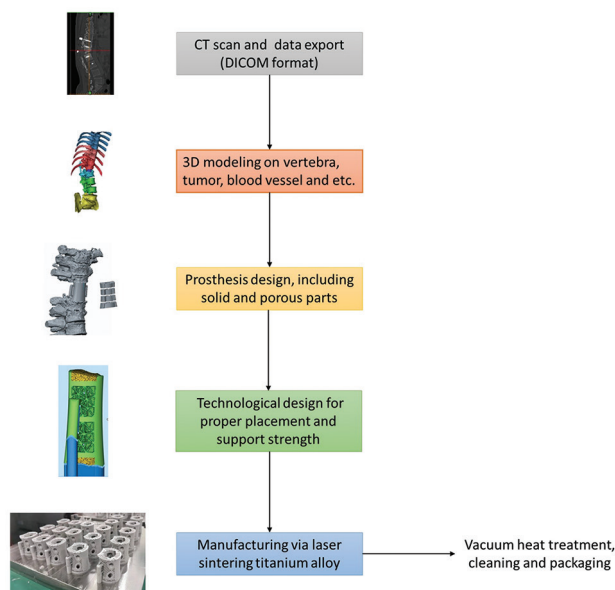 CT scan and data export
(DICOM format)
3D modeling on vertebra,
tumor, blood vessel and etc.
Prosthesis design, including
solid and porous parts
Technological design for
proper placement and
support strength
Manufacturing via laser
sintering titanium alloy
Vacuum heat treatment,
cleaning and packaging